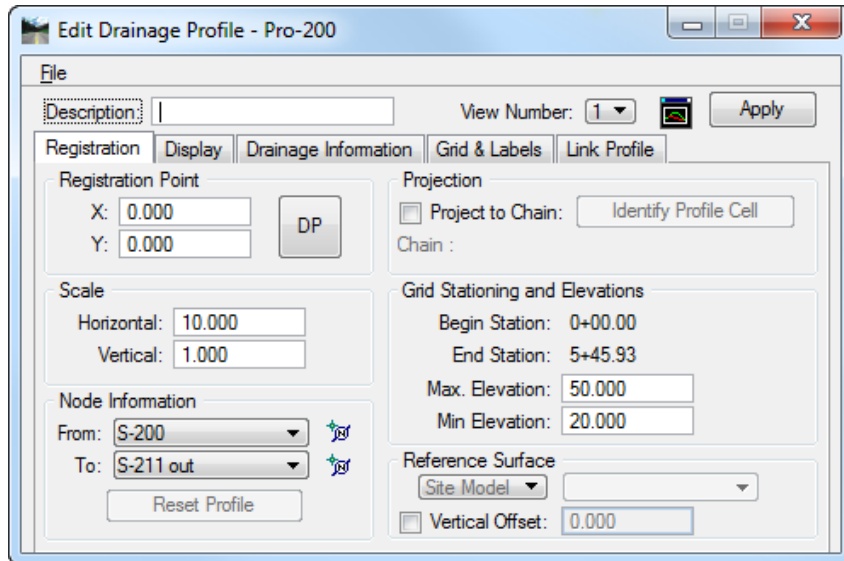 Edit Drainage Profile - Pro-200
File
Description: View Number: 1 Apply
Registration Display Drainage Information Grid & Labels Link Profile
Registration Point
X: 0.000
Y: 0.000
DP
Projection
Project to Chain: Identify Profile Cell
Chain :
Scale
Horizontal: 10.000
Vertical: 1.000
Grid Stationing and Elevations
Begin Station: 0+00.00
End Station: 5+45.93
Max. Elevation: 50.000
Min Elevation: 20.000
Node Information
From: S-200
To: S-211 out
Reset Profile
Reference Surface
Site Model
Vertical Offset: 0.000